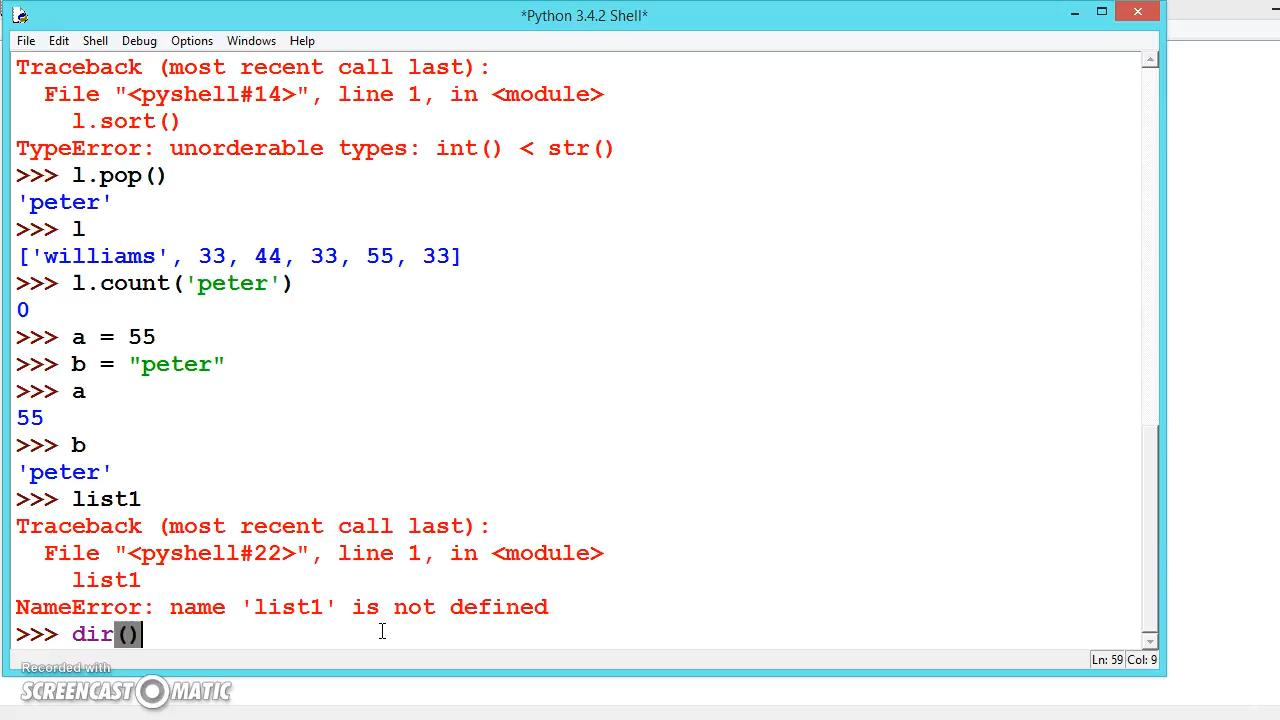 *Python 3.4.2 Shell*
File Edit Shell Debug Options Windows Help
Traceback (most recent call last):
  File "<pyshell#14>", line 1, in <module>
    l.sort()
TypeError: unorderable types: int() < str()
>>> l.pop()
'peter'
>>> l
['williams', 33, 44, 33, 55, 33]
>>> l.count('peter')
0
>>> a = 55
>>> b = "peter"
>>> a
55
>>> b
'peter'
>>> list1
Traceback (most recent call last):
  File "<pyshell#22>", line 1, in <module>
    list1
NameError: name 'list1' is not defined
>>> dir()
Ln: 59 Col: 9
Recorded with
SCREENCAST MATIC